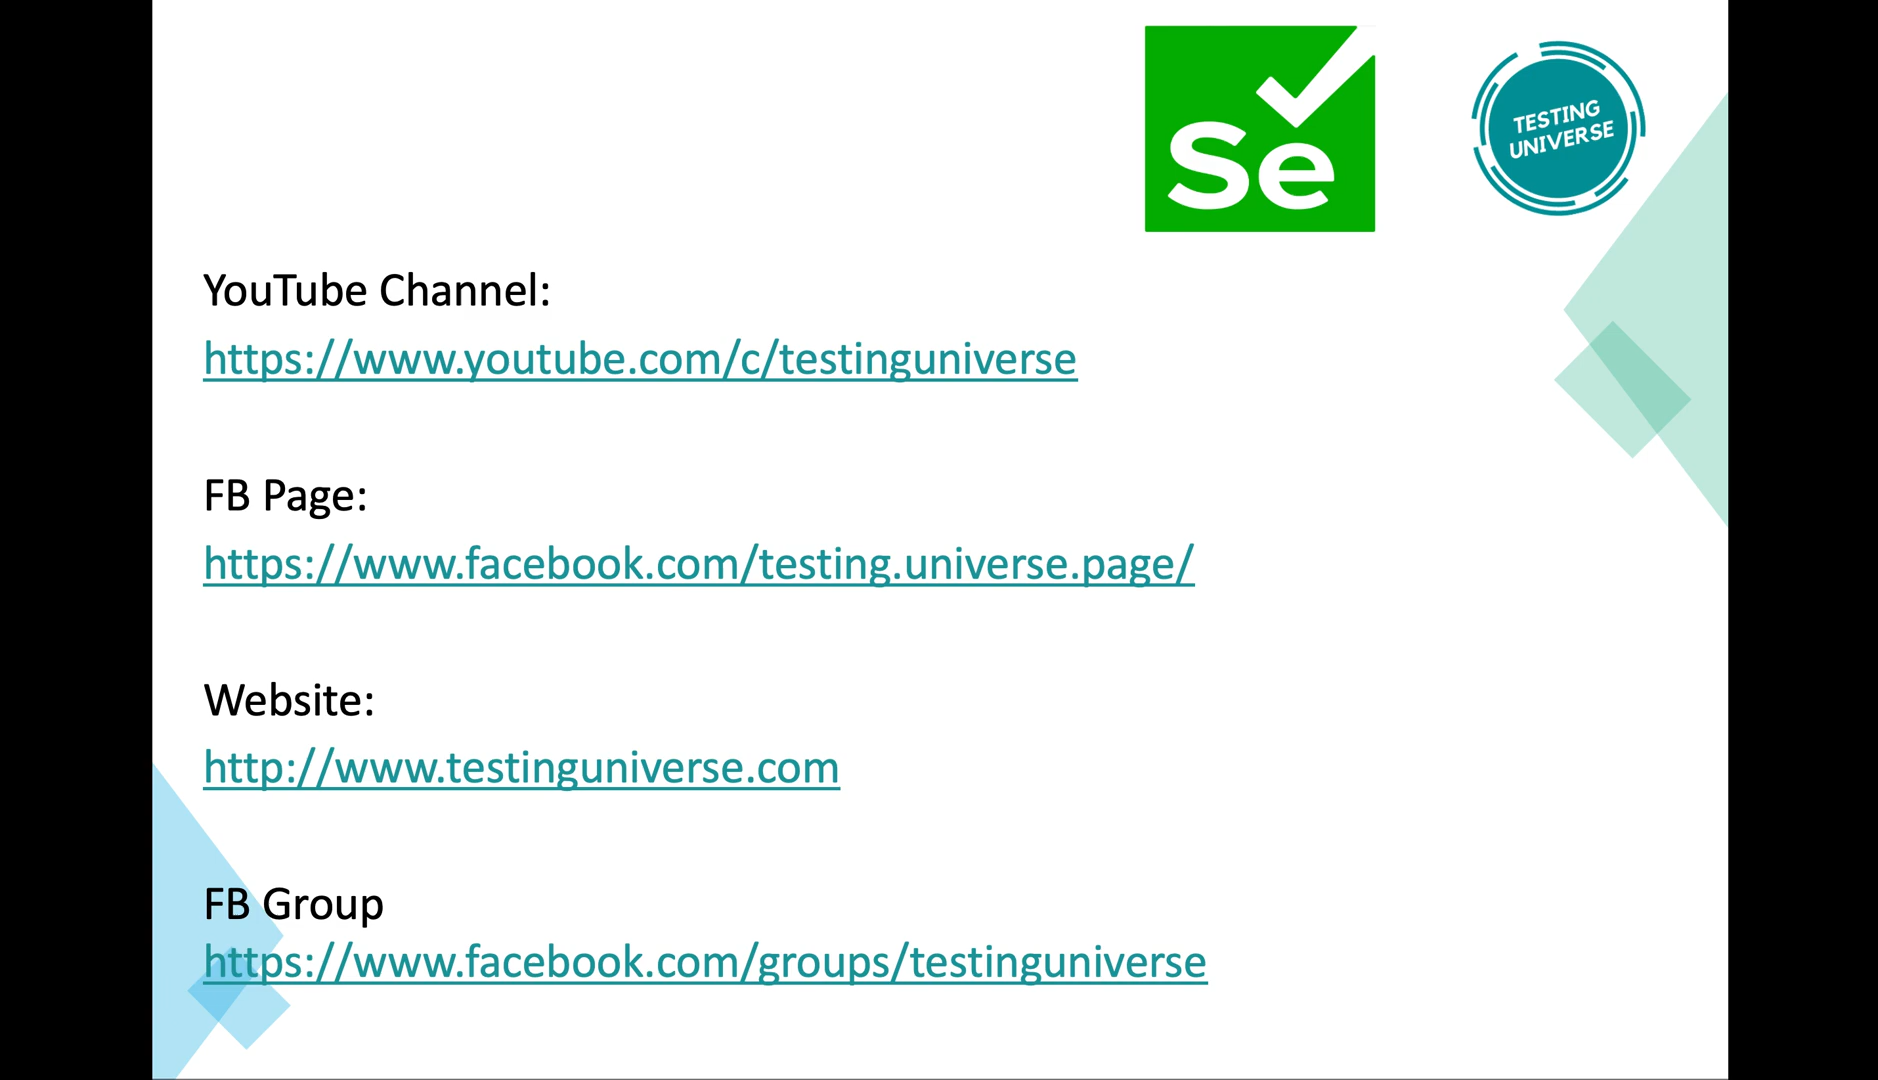 Se
TESTING
UNIVERSE
YouTube Channel:
https://www.youtube.com/c/testinguniverse
FB Page:
https://www.facebook.com/testing.universe.page/
Website:
http://www.testinguniverse.com
FB Group
https://www.facebook.com/groups/testinguniverse